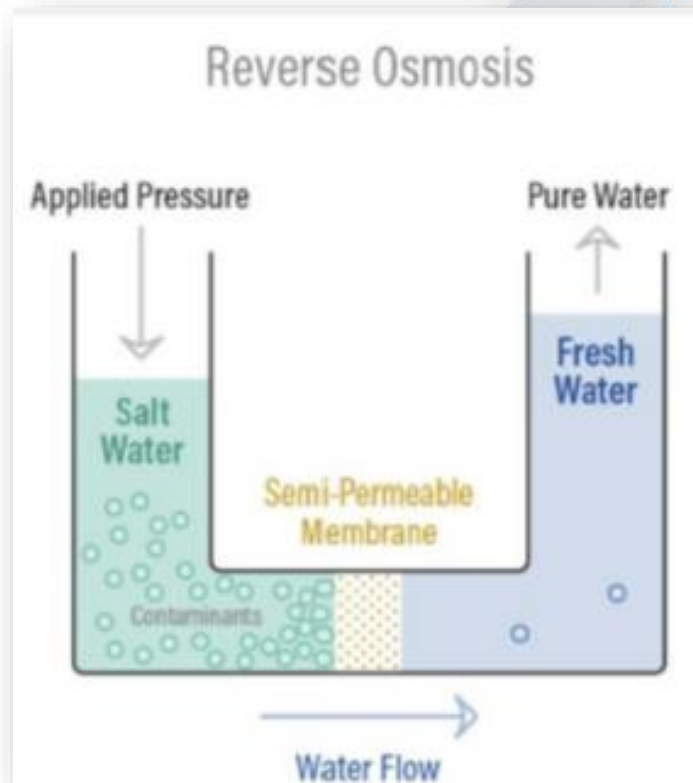 Reverse Osmosis
Applied Pressure
Pure Water
Salt
Water
Fresh
Water
Semi-Permeable
Membrane
Contaminants
Water Flow